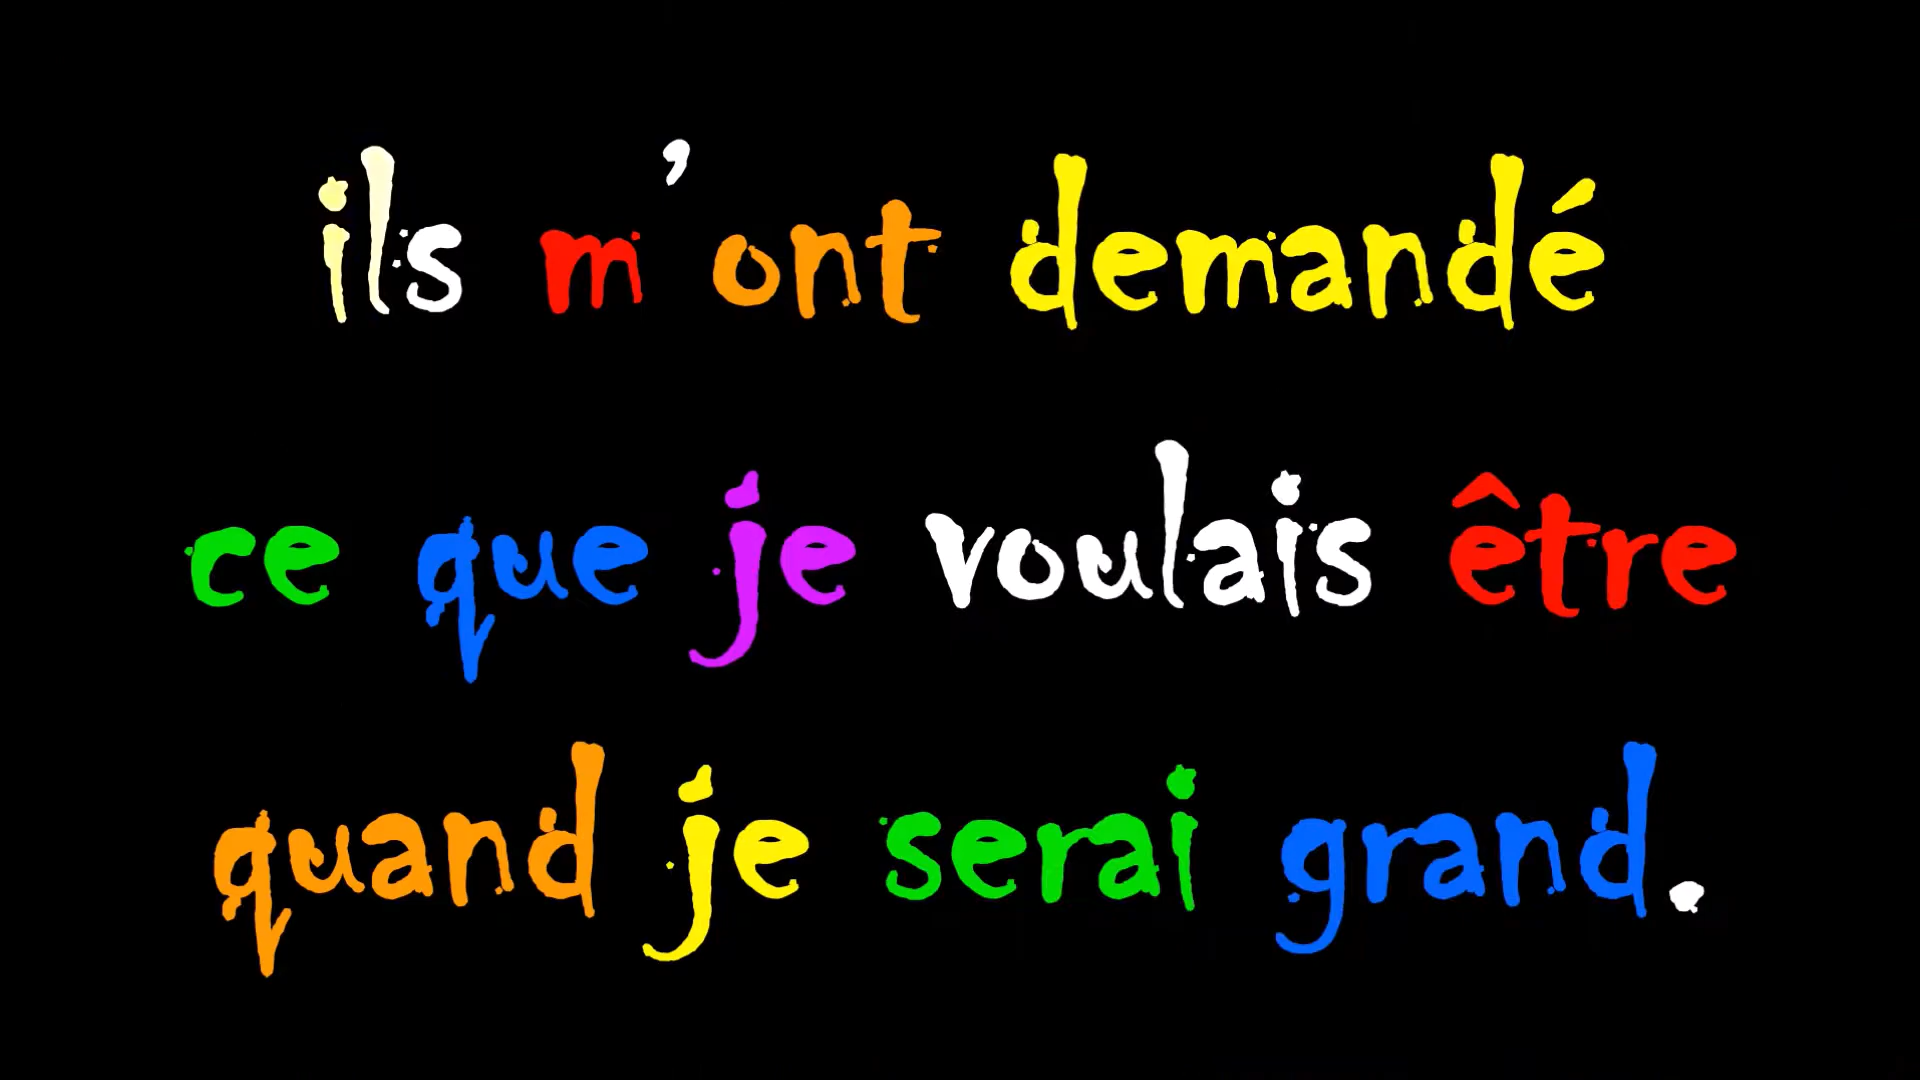 ils m'ont demandé
ce que je voulais être
quand je serai grand.